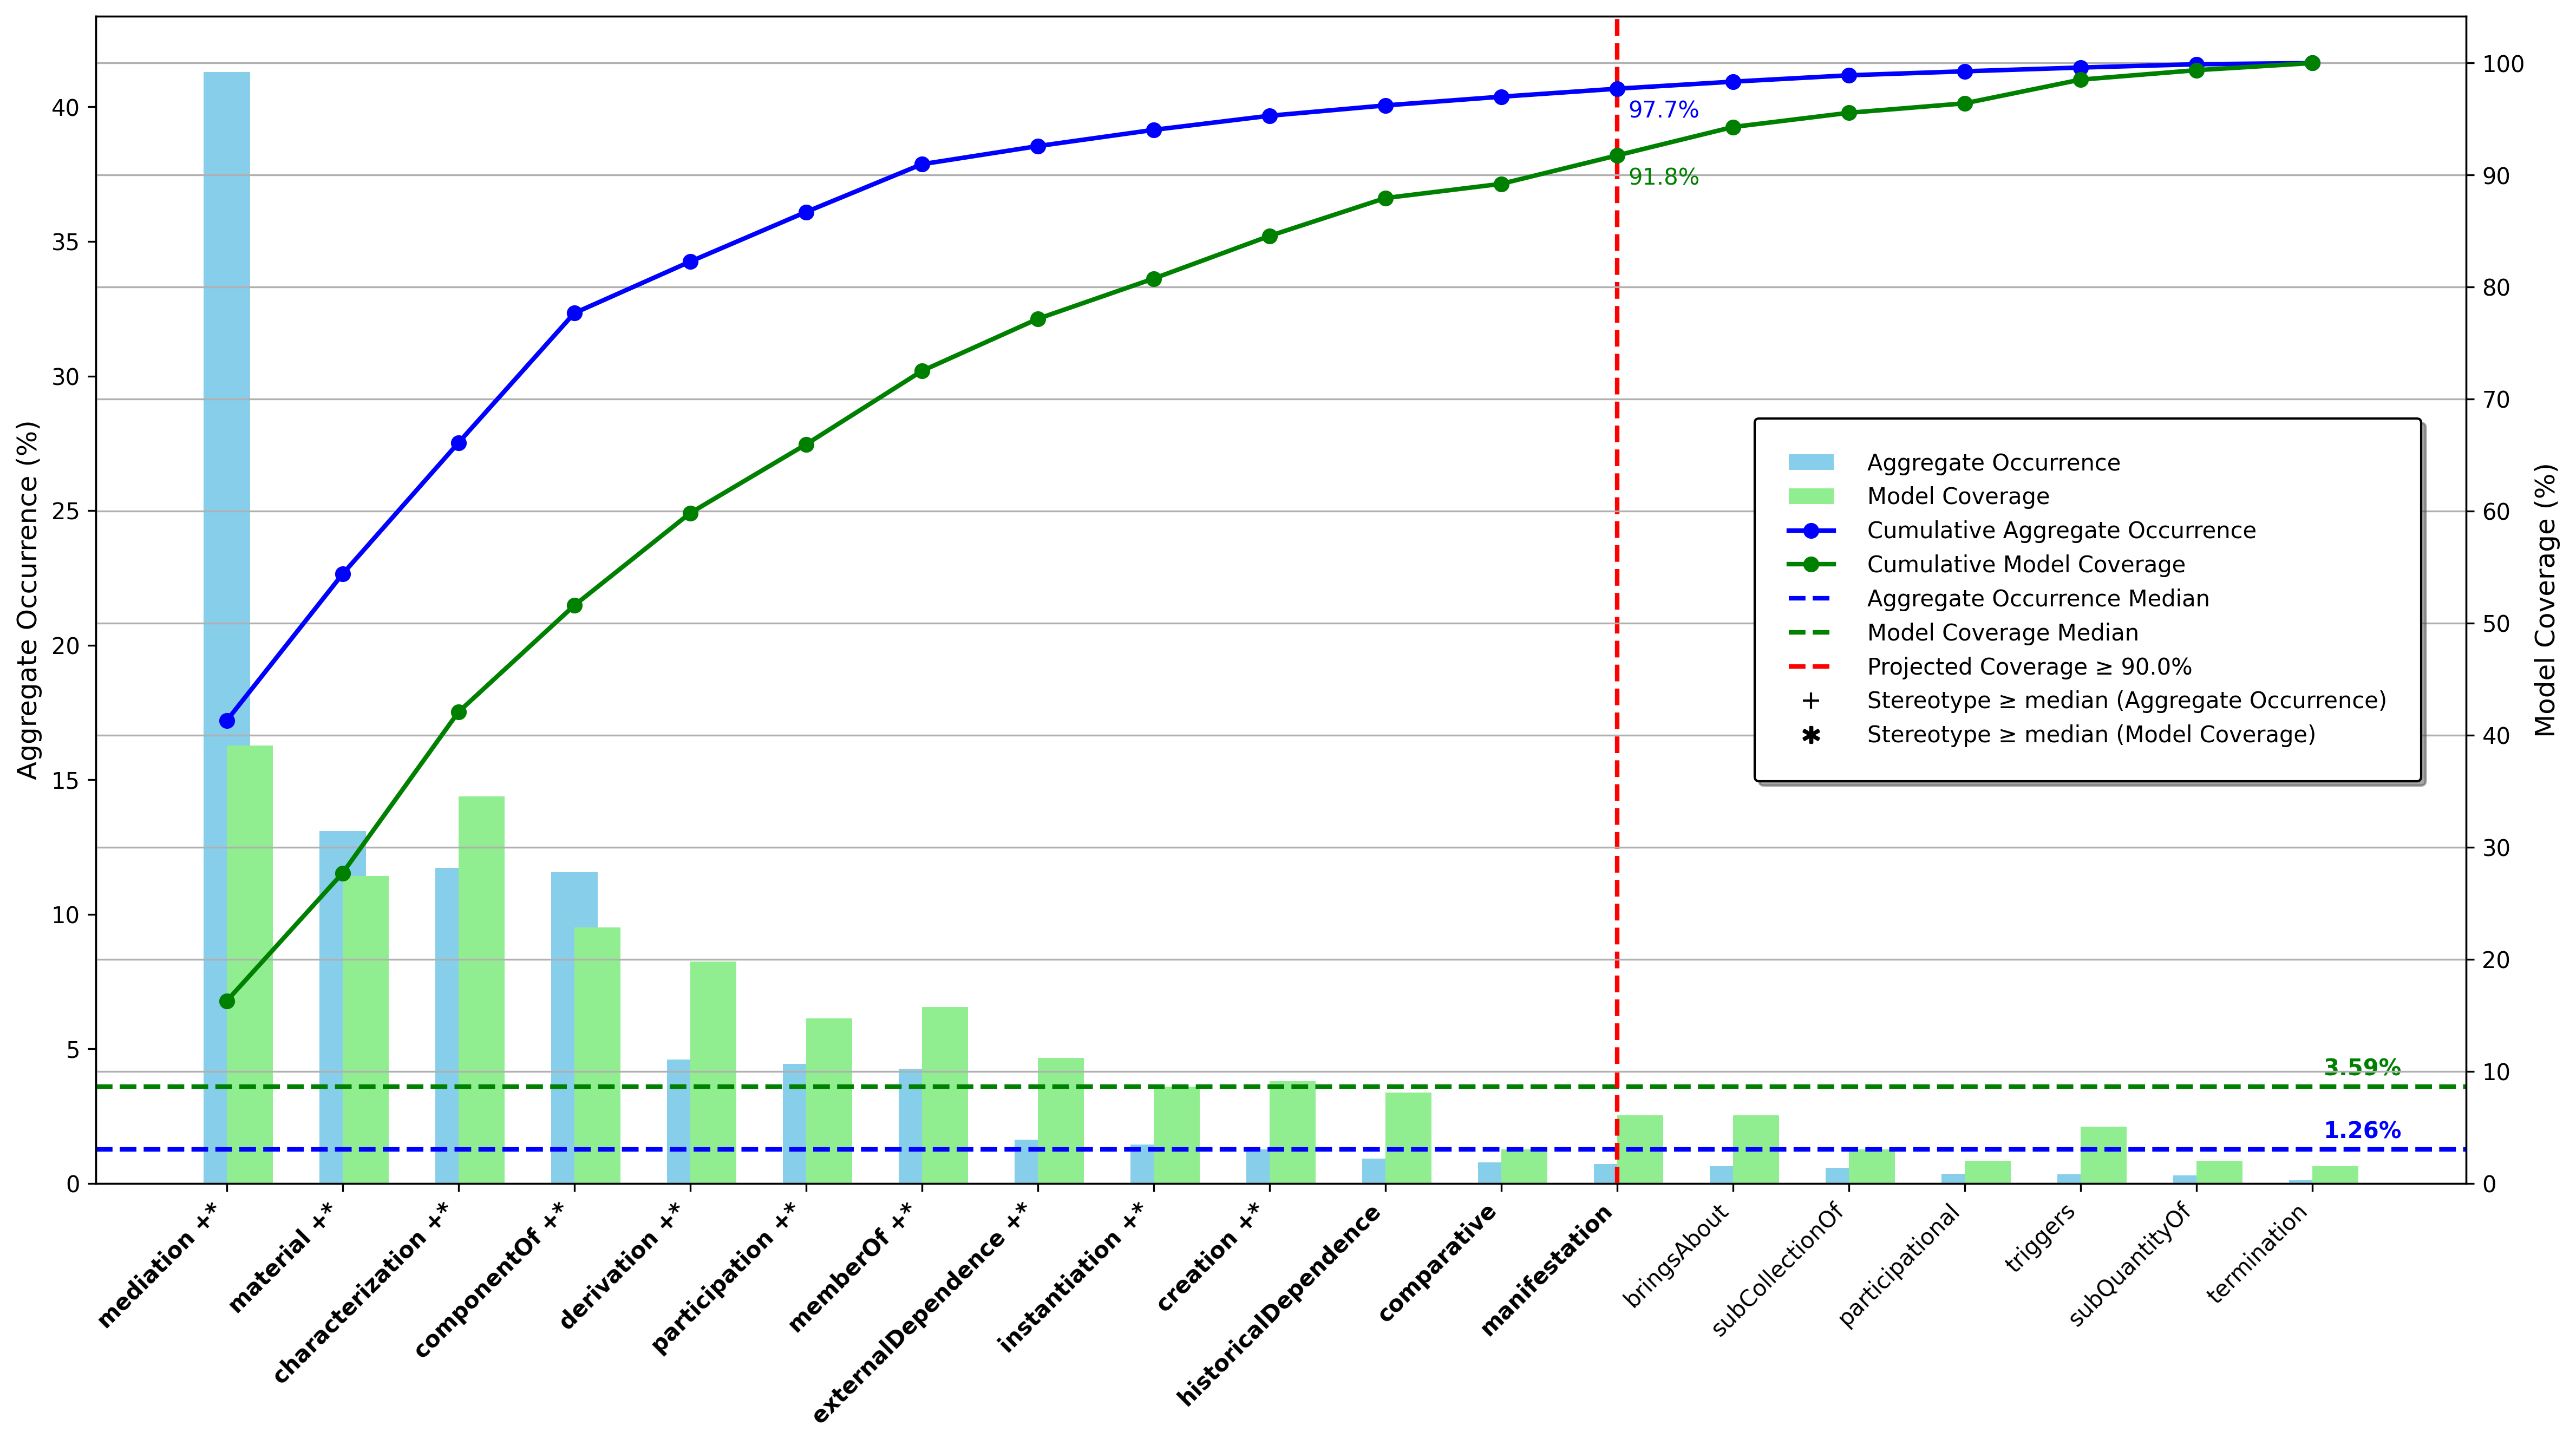 Aggregate Occurrence (%)
40
35
30
25
20
15
10
5
0
Model Coverage (%)
100
90
80
70
60
50
40
30
20
10
0
97.7%
91.8%
3.59%
1.26%
Aggregate Occurrence
Model Coverage
Cumulative Aggregate Occurrence
Cumulative Model Coverage
Aggregate Occurrence Median
Model Coverage Median
Projected Coverage ≥ 90.0%
+ Stereotype ≥ median (Aggregate Occurrence)
* Stereotype ≥ median (Model Coverage)
mediation +*
material +*
characterization +*
componentOf +*
derivation +*
participation +*
memberOf +*
externalDependence +*
instantiation +*
creation +*
historicalDependence
comparative
manifestation
bringsAbout
subCollectionOf
participational
triggers
subQuantityOf
termination